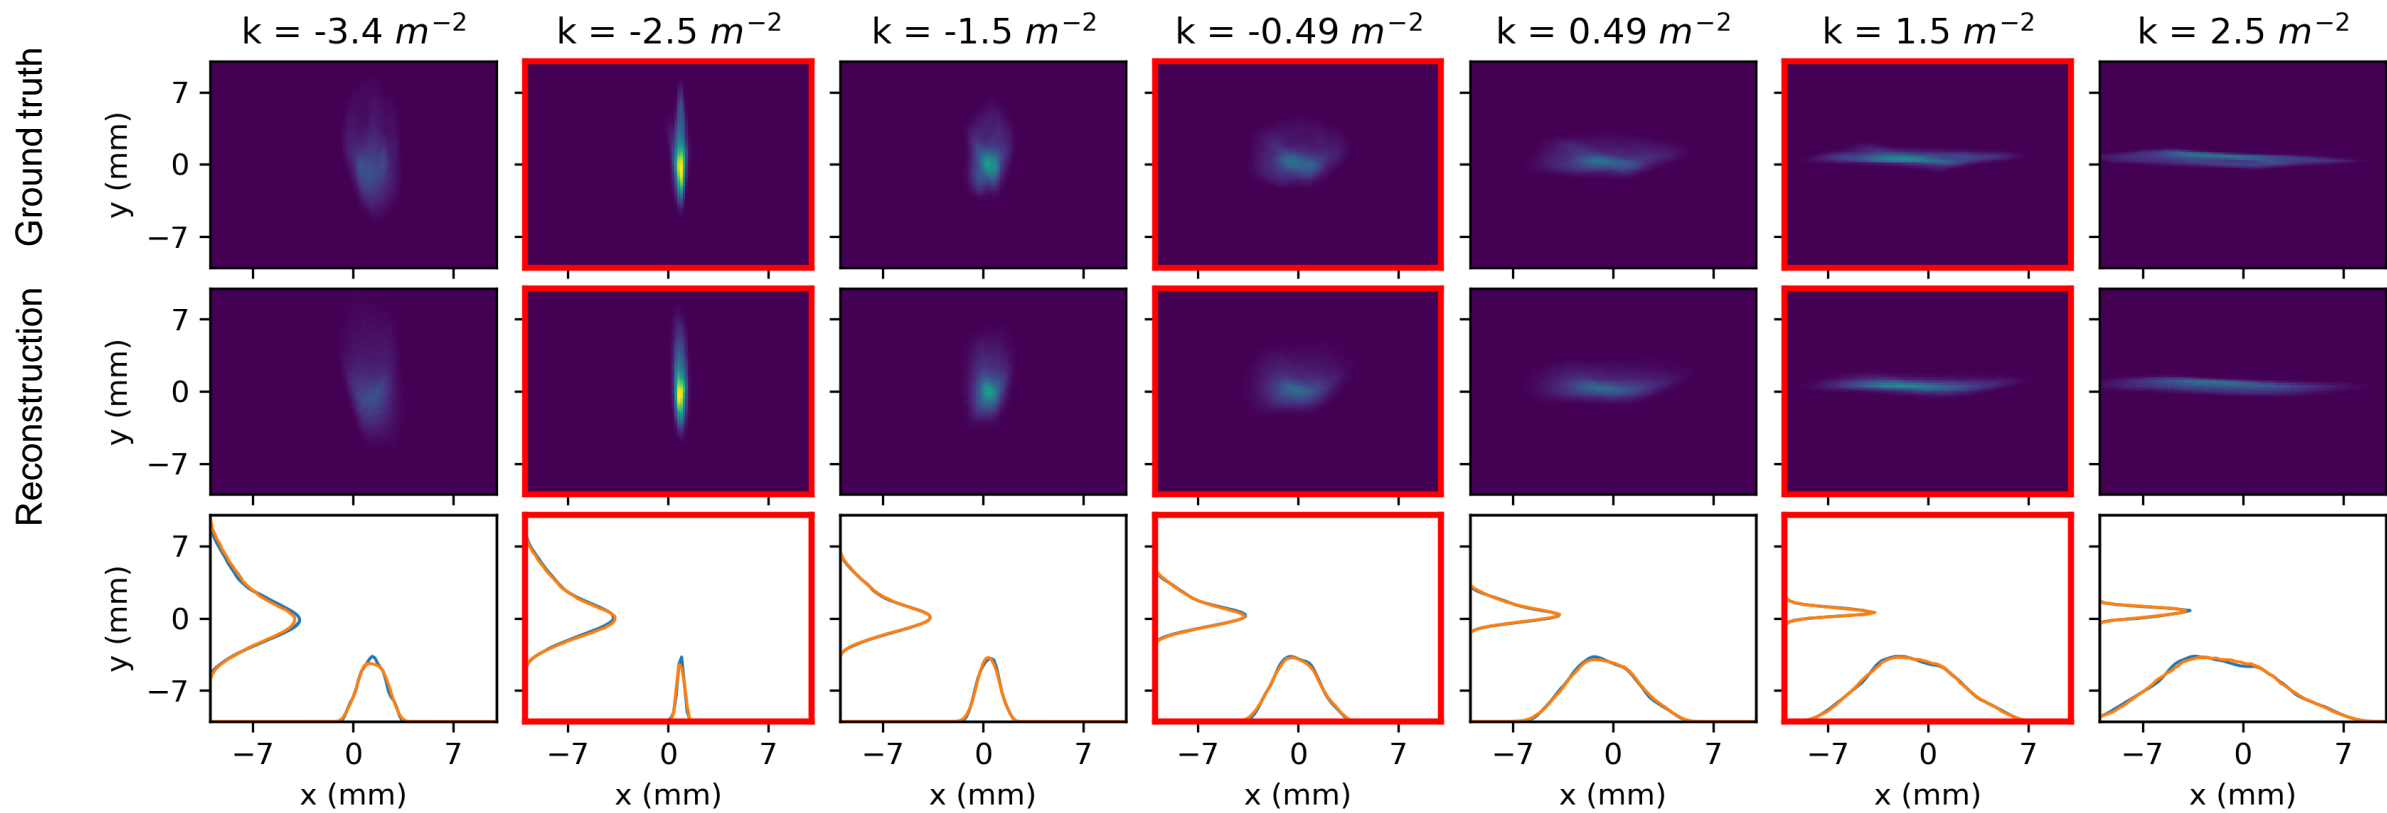 k = -3.4 m⁻² k = -2.5 m⁻² k = -1.5 m⁻² k = -0.49 m⁻² k = 0.49 m⁻² k = 1.5 m⁻² k = 2.5 m⁻²
Ground truth
y (mm)
7
0
−7
Reconstruction
y (mm)
7
0
−7
y (mm)
7
0
−7
−7 0 7 −7 0 7 −7 0 7 −7 0 7 −7 0 7 −7 0 7 −7 0 7
x (mm) x (mm) x (mm) x (mm) x (mm) x (mm) x (mm)